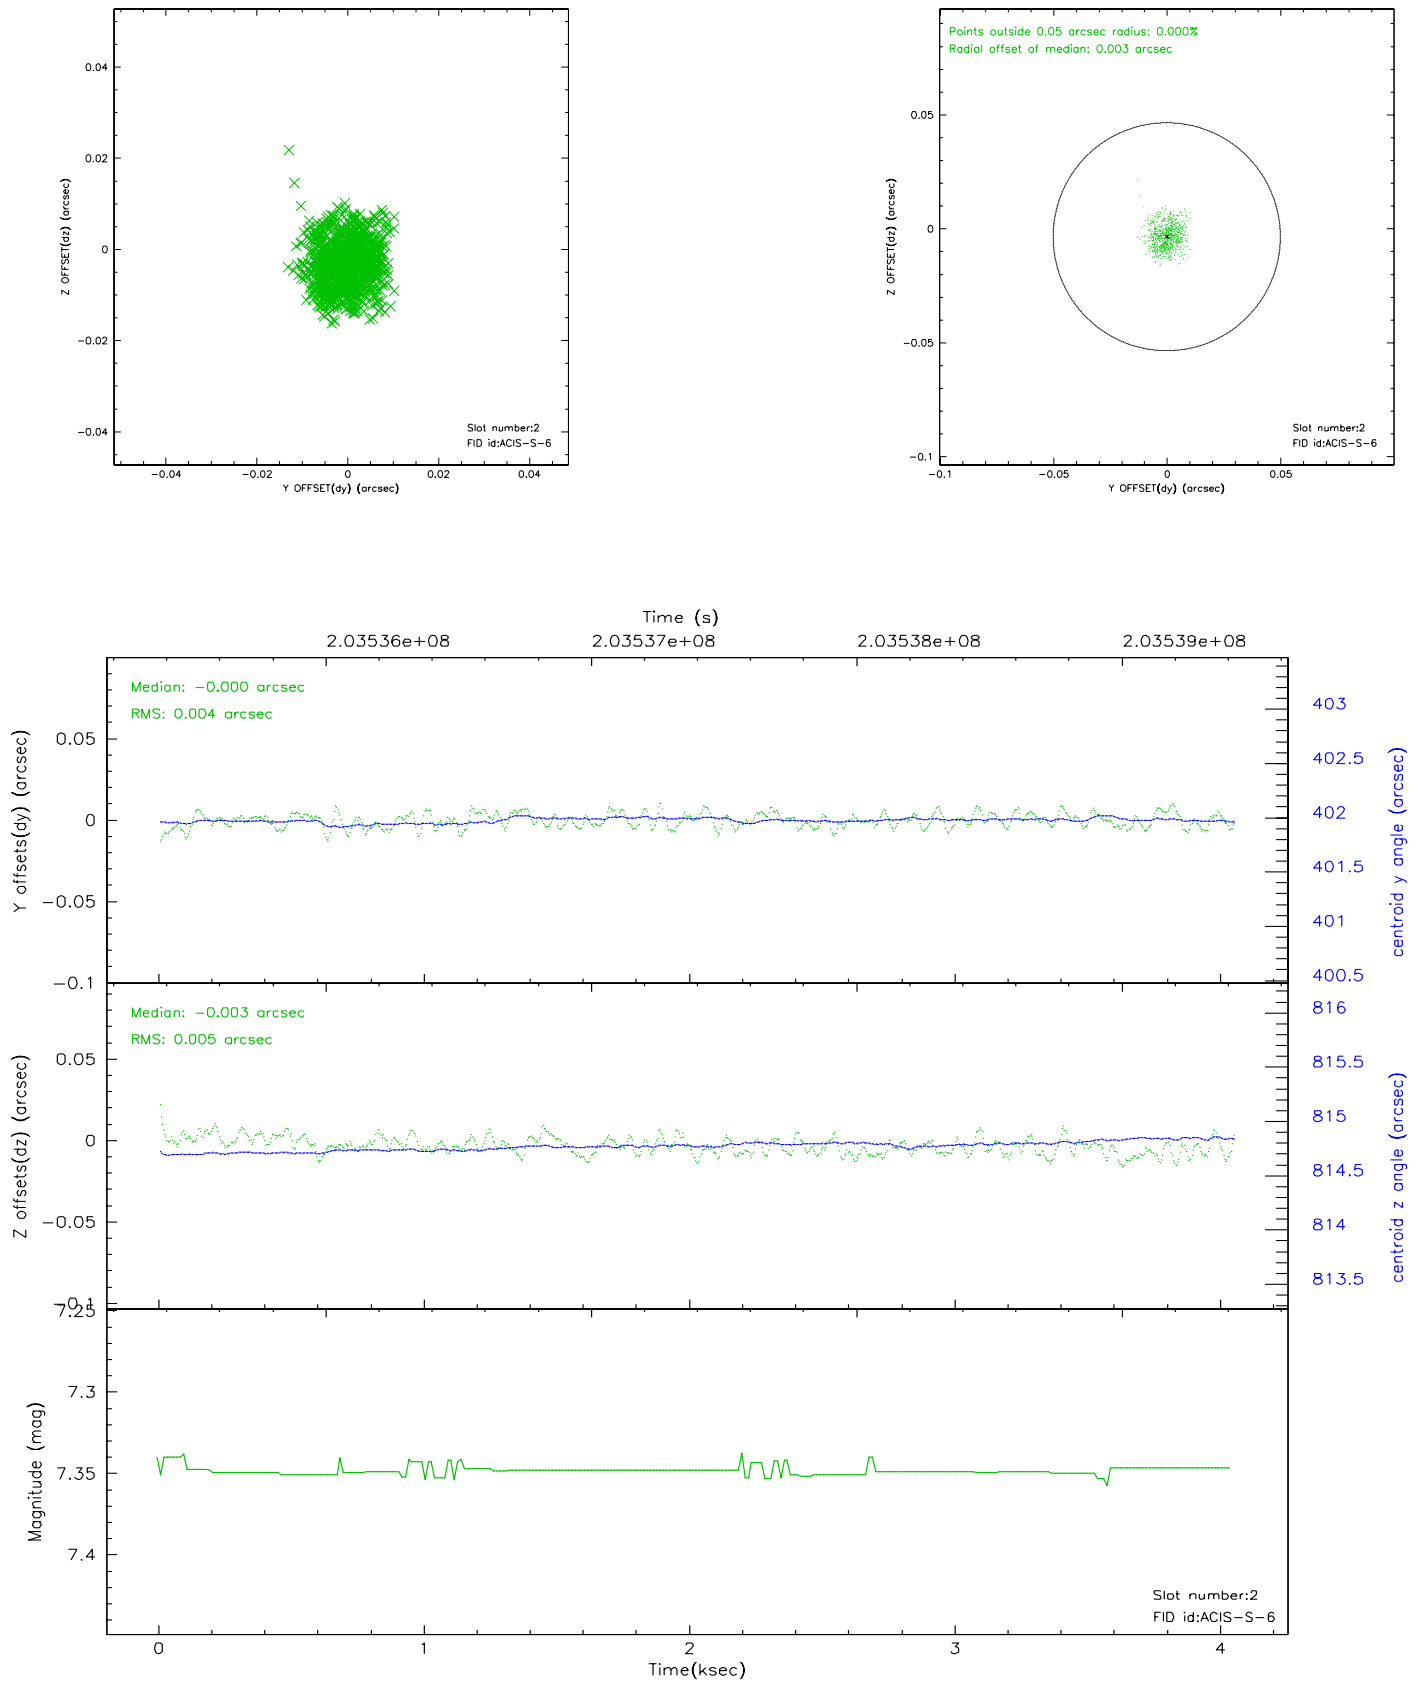 0.04
0.02
0
-0.02
-0.04
Z OFFSET(dz) (arcsec)
Slot number:2
FID id:ACIS-S-6
-0.04 -0.02 0 0.02 0.04
Y OFFSET(dy) (arcsec)
Points outside 0.05 arcsec radius: 0.000%
Radial offset of median: 0.003 arcsec
0.05
0
-0.05
-0.1
Z OFFSET(dz) (arcsec)
Slot number:2
FID id:ACIS-S-6
-0.1 -0.05 0 0.05
Y OFFSET(dy) (arcsec)
Time (s)
2.03536e+08 2.03537e+08 2.03538e+08 2.03539e+08
Median: -0.000 arcsec
RMS: 0.004 arcsec
0.05
0
-0.05
-0.1
Y offsets(dy) (arcsec)
403
402.5
402
401.5
401
400.5
centroid y angle (arcsec)
Median: -0.003 arcsec
RMS: 0.005 arcsec
0.05
0
-0.05
-0.1
Z offsets(dz) (arcsec)
816
815.5
815
814.5
814
813.5
centroid z angle (arcsec)
7.25
7.3
7.35
7.4
Magnitude (mag)
Slot number:2
FID id:ACIS-S-6
0 1 2 3 4
Time(ksec)